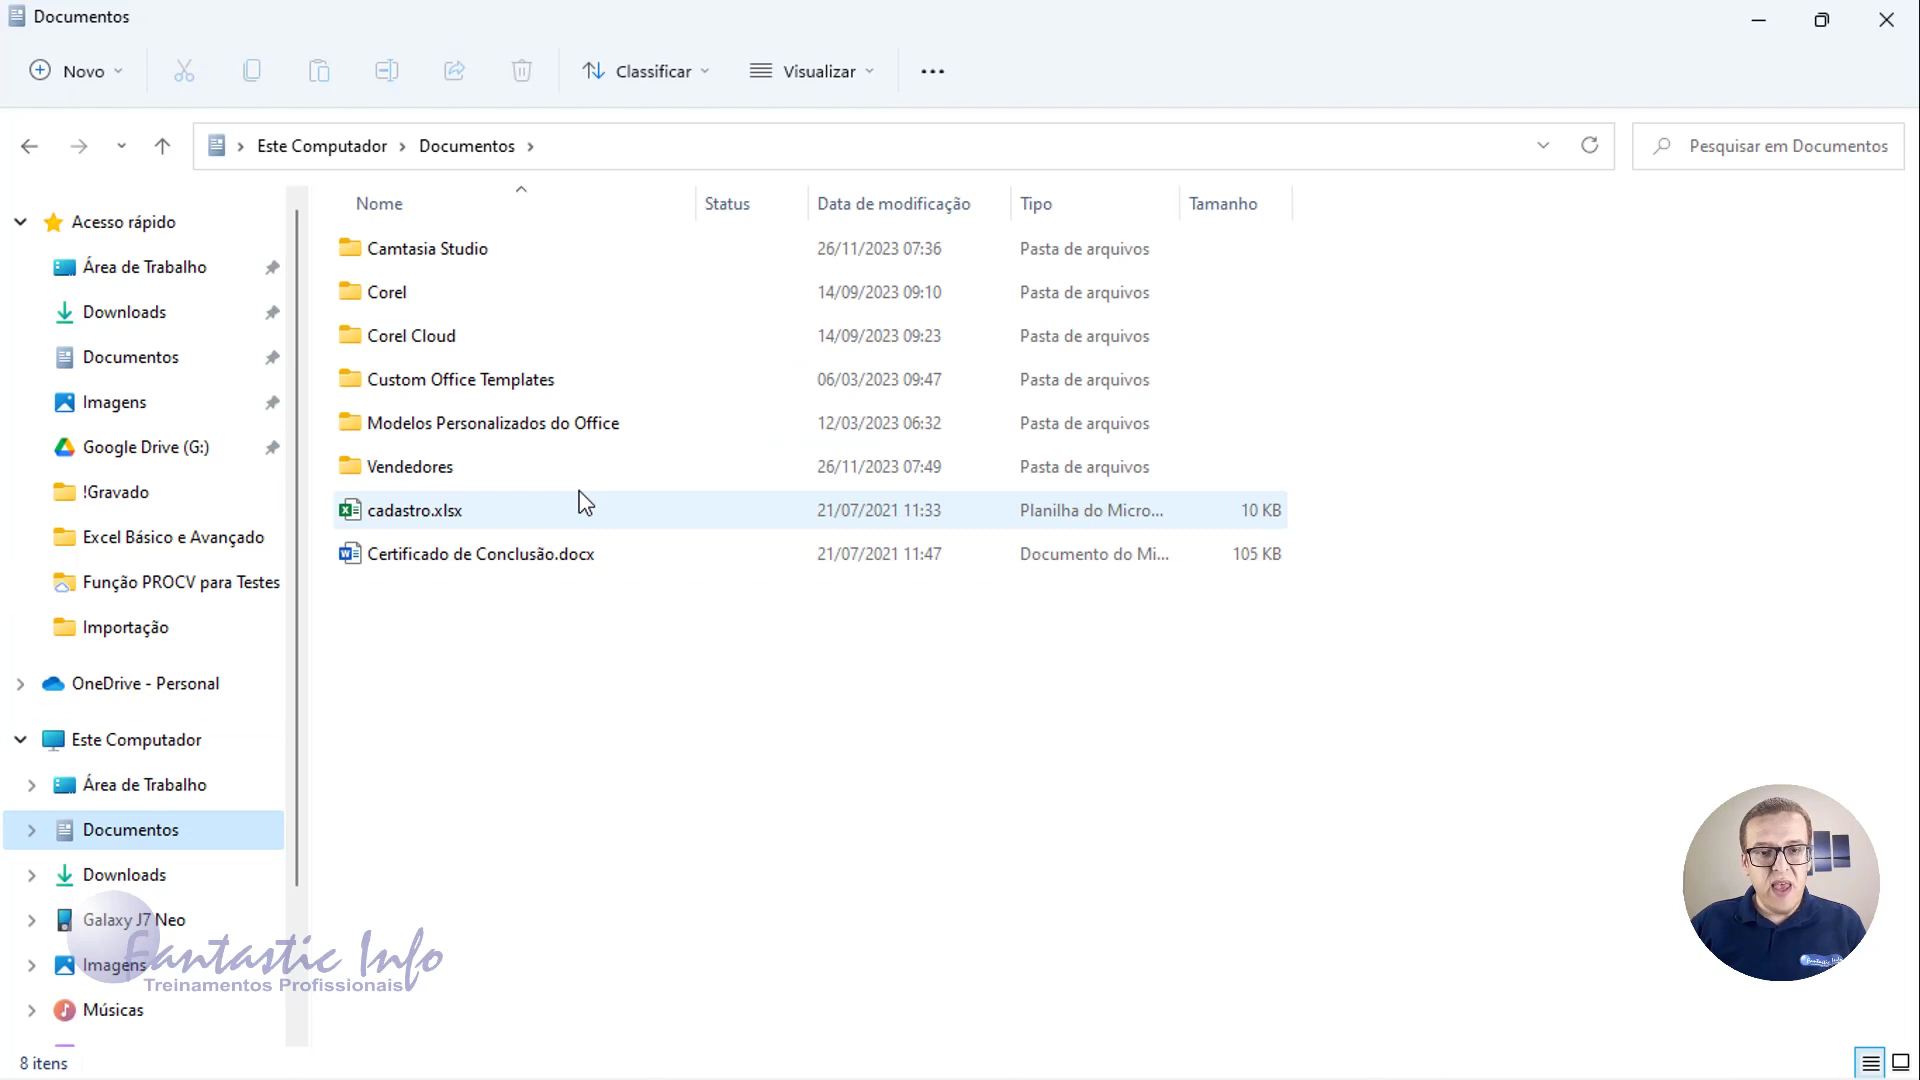 Documentos
Novo
Classificar
Visualizar
Este Computador
Documentos
Pesquisar em Documentos
Nome
Status
Data de modificação
Tipo
Tamanho
Camtasia Studio 26/11/2023 07:36 Pasta de arquivos
Corel 14/09/2023 09:10 Pasta de arquivos
Corel Cloud 14/09/2023 09:23 Pasta de arquivos
Custom Office Templates 06/03/2023 09:47 Pasta de arquivos
Modelos Personalizados do Office 12/03/2023 06:32 Pasta de arquivos
Vendedores 26/11/2023 07:49 Pasta de arquivos
cadastro.xlsx 21/07/2021 11:33 Planilha do Micro... 10 KB
Certificado de Conclusão.docx 21/07/2021 11:47 Documento do Mi... 105 KB
Acesso rápido
Área de Trabalho
Downloads
Documentos
Imagens
Google Drive (G:)
!Gravado
Excel Básico e Avançado
Função PROCV para Testes
Importação
OneDrive - Personal
Este Computador
Área de Trabalho
Documentos
Downloads
Galaxy J7 Neo
Imagens
Músicas
Fantastic Info
Treinamentos Profissionais
8 itens
Fantastic Info